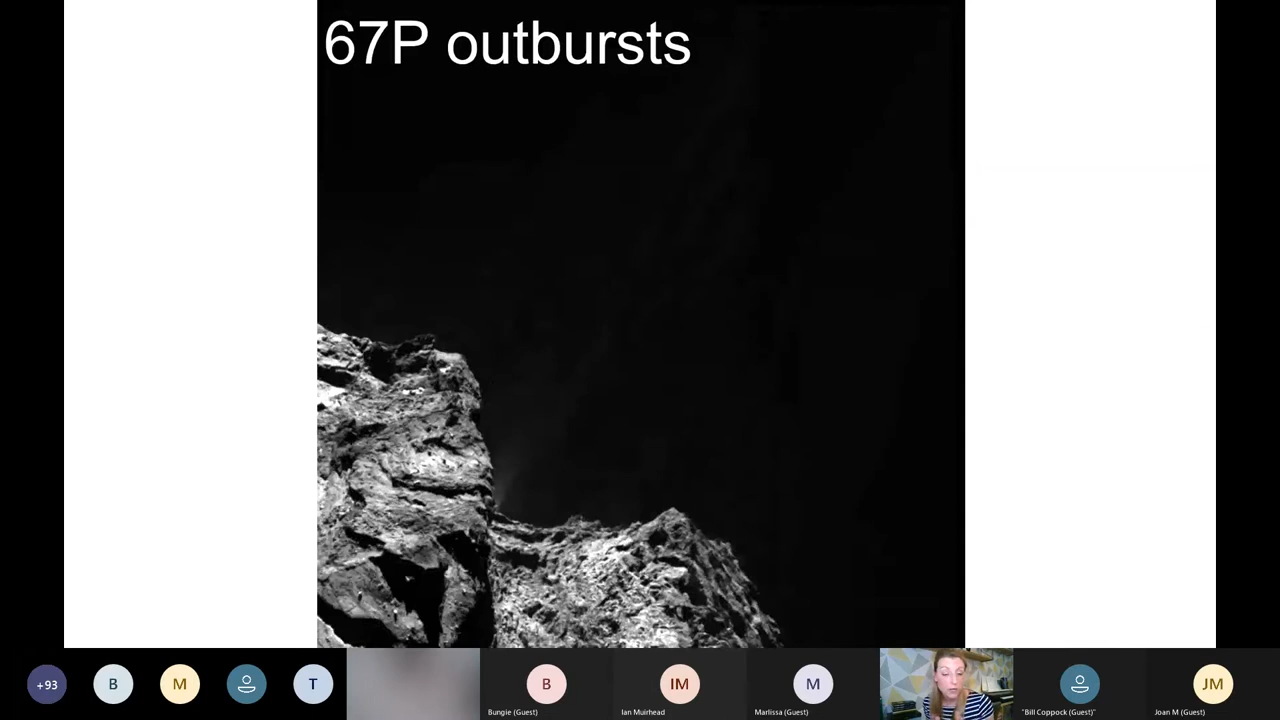 67P outbursts
+93
B
M
T
B
IM
M
JM
Bungie (Guest)
Ian Muirhead
Marlissa (Guest)
"Bill Coppock (Guest)"
Joan M (Guest)